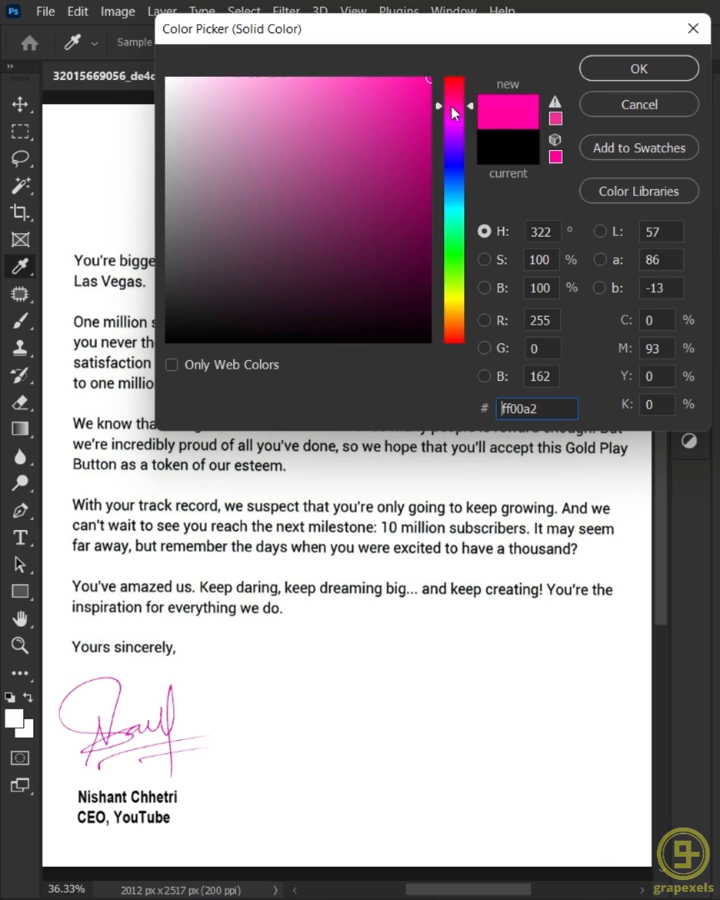 Ps File Edit Image Layer Type Select Filter 3D View Plugins Window Help
Color Picker (Solid Color)
Sample
32015669056_de4c
new
current
OK
Cancel
Add to Swatches
Color Libraries
H: 322 °
S: 100 %
B: 100 %
R: 255
G: 0
B: 162
# ff00a2
L: 57
a: 86
b: -13
C: 0 %
M: 93 %
Y: 0 %
K: 0 %
Only Web Colors
You're bigge
Las Vegas.
One million s
you never th
satisfaction
to one millio
We know tha
we're incredibly proud of all you've done, so we hope that you'll accept this Gold Play
Button as a token of our esteem.
With your track record, we suspect that you're only going to keep growing. And we
can't wait to see you reach the next milestone: 10 million subscribers. It may seem
far away, but remember the days when you were excited to have a thousand?
You've amazed us. Keep daring, keep dreaming big... and keep creating! You're the
inspiration for everything we do.
Yours sincerely,
Nishant Chhetri
CEO, YouTube
36.33% 2012 px x 2517 px (200 ppi)
grapexels